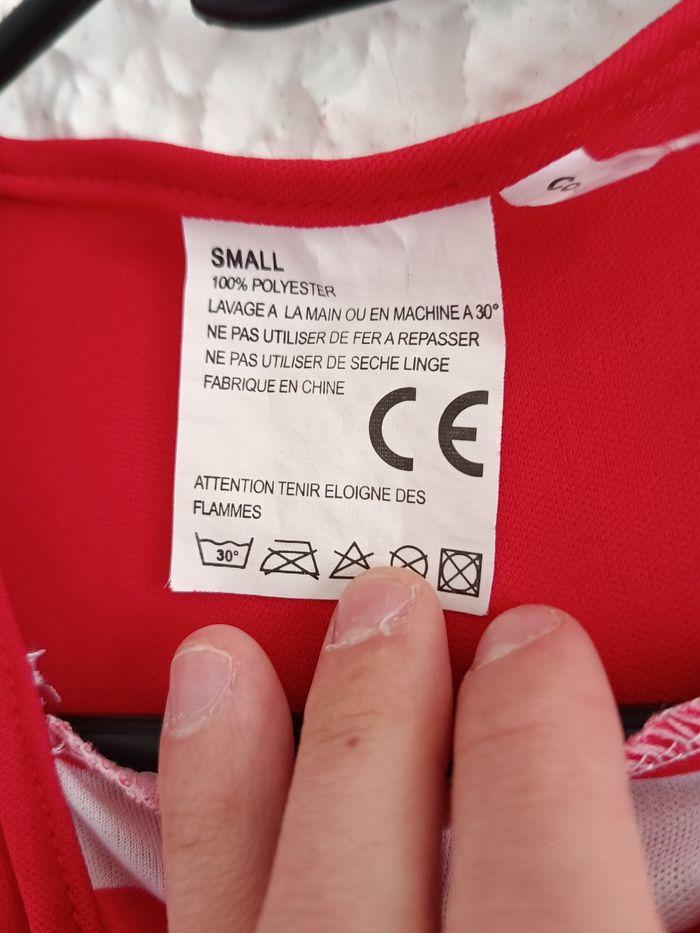 SMALL
100% POLYESTER
LAVAGE A LA MAIN OU EN MACHINE A 30°
NE PAS UTILISER DE FER A REPASSER
NE PAS UTILISER DE SECHE LINGE
FABRIQUE EN CHINE
CE
ATTENTION TENIR ELOIGNE DES
FLAMMES
30°